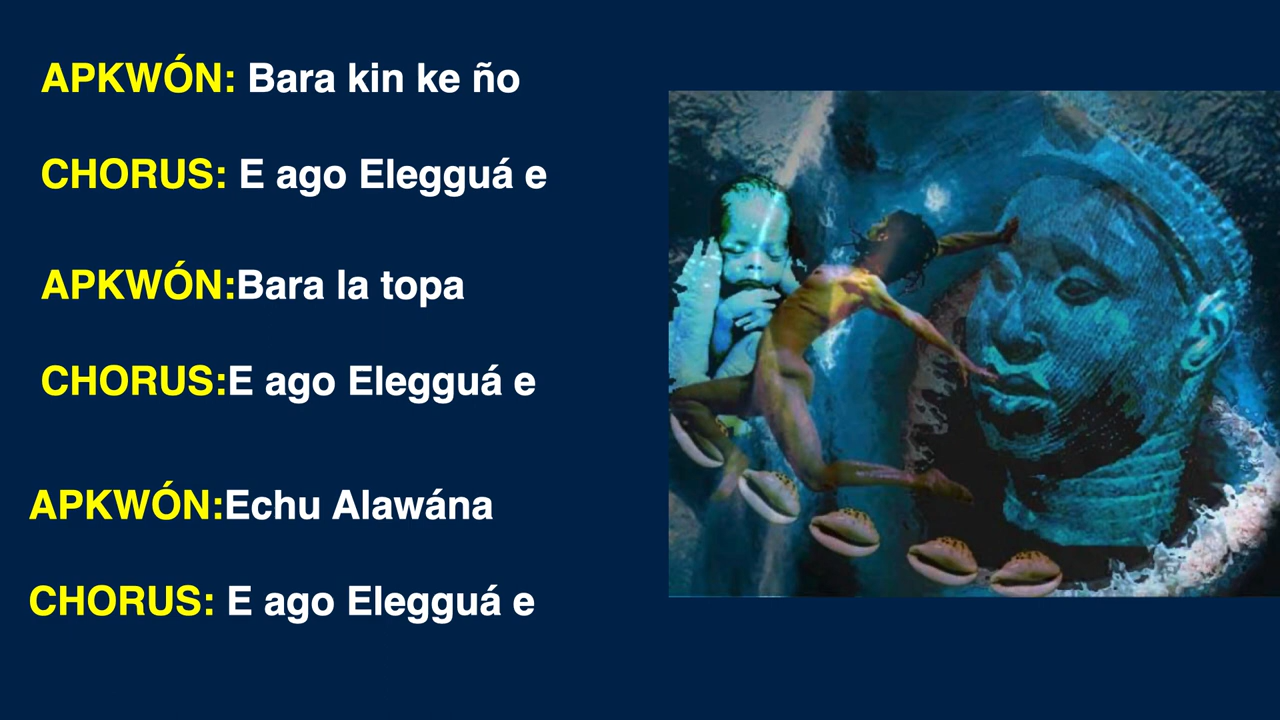 APKWÓN: Bara kin ke ño
CHORUS: E ago Elegguá e
APKWÓN:Bara la topa
CHORUS:E ago Elegguá e
APKWÓN:Echu Alawána
CHORUS: E ago Elegguá e